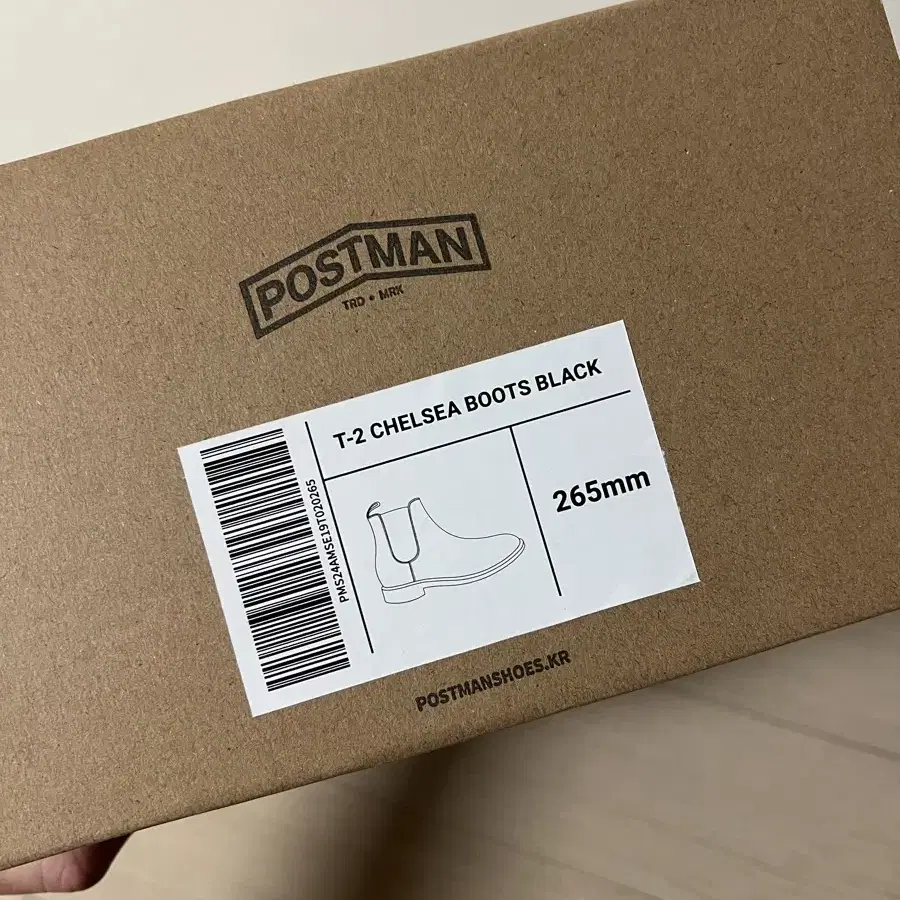 POSTMAN
TRD • MRK
T-2 CHELSEA BOOTS BLACK
265mm
PMS24AMSE19T020265
POSTMANSHOES.KR